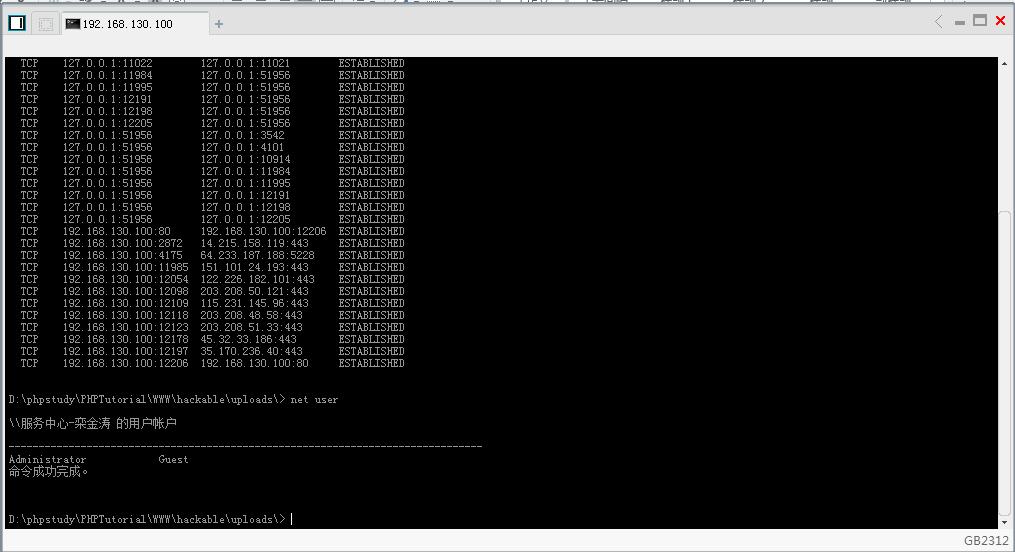 192.168.130.100
TCP 127.0.0.1:11022 127.0.0.1:11021 ESTABLISHED
TCP 127.0.0.1:11984 127.0.0.1:51956 ESTABLISHED
TCP 127.0.0.1:11995 127.0.0.1:51956 ESTABLISHED
TCP 127.0.0.1:12191 127.0.0.1:51956 ESTABLISHED
TCP 127.0.0.1:12198 127.0.0.1:51956 ESTABLISHED
TCP 127.0.0.1:12205 127.0.0.1:51956 ESTABLISHED
TCP 127.0.0.1:51956 127.0.0.1:3542 ESTABLISHED
TCP 127.0.0.1:51956 127.0.0.1:4101 ESTABLISHED
TCP 127.0.0.1:51956 127.0.0.1:10914 ESTABLISHED
TCP 127.0.0.1:51956 127.0.0.1:11984 ESTABLISHED
TCP 127.0.0.1:51956 127.0.0.1:11995 ESTABLISHED
TCP 127.0.0.1:51956 127.0.0.1:12191 ESTABLISHED
TCP 127.0.0.1:51956 127.0.0.1:12198 ESTABLISHED
TCP 127.0.0.1:51956 127.0.0.1:12205 ESTABLISHED
TCP 192.168.130.100:80 192.168.130.100:12206 ESTABLISHED
TCP 192.168.130.100:2872 14.215.158.119:443 ESTABLISHED
TCP 192.168.130.100:4175 64.233.187.188:5228 ESTABLISHED
TCP 192.168.130.100:11985 151.101.24.193:443 ESTABLISHED
TCP 192.168.130.100:12054 122.226.182.101:443 ESTABLISHED
TCP 192.168.130.100:12098 203.208.50.121:443 ESTABLISHED
TCP 192.168.130.100:12109 115.231.145.96:443 ESTABLISHED
TCP 192.168.130.100:12118 203.208.48.58:443 ESTABLISHED
TCP 192.168.130.100:12123 203.208.51.33:443 ESTABLISHED
TCP 192.168.130.100:12178 45.32.33.186:443 ESTABLISHED
TCP 192.168.130.100:12197 35.170.236.40:443 ESTABLISHED
TCP 192.168.130.100:12206 192.168.130.100:80 ESTABLISHED
D:\phpstudy\PHPTutorial\WWW\hackable\uploads\> net user
\\服务中心-栾金涛 的用户帐户
-------------------------------------------------------------------------------
Administrator Guest
命令成功完成。
D:\phpstudy\PHPTutorial\WWW\hackable\uploads\>
GB2312